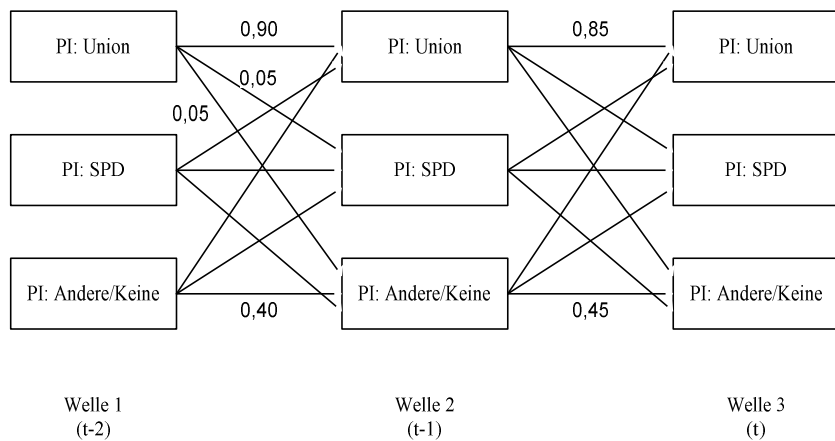 0,90
0,85
PI: Union
PI: Union
PI: Union
0,05
0,05
PI: SPD
PI: SPD
PI: SPD
PI: Andere/Keine
PI: Andere/Keine
PI: Andere/Keine
0,40
0,45
Welle 1
(t-2)
Welle 2
(t-1)
Welle 3
(t)